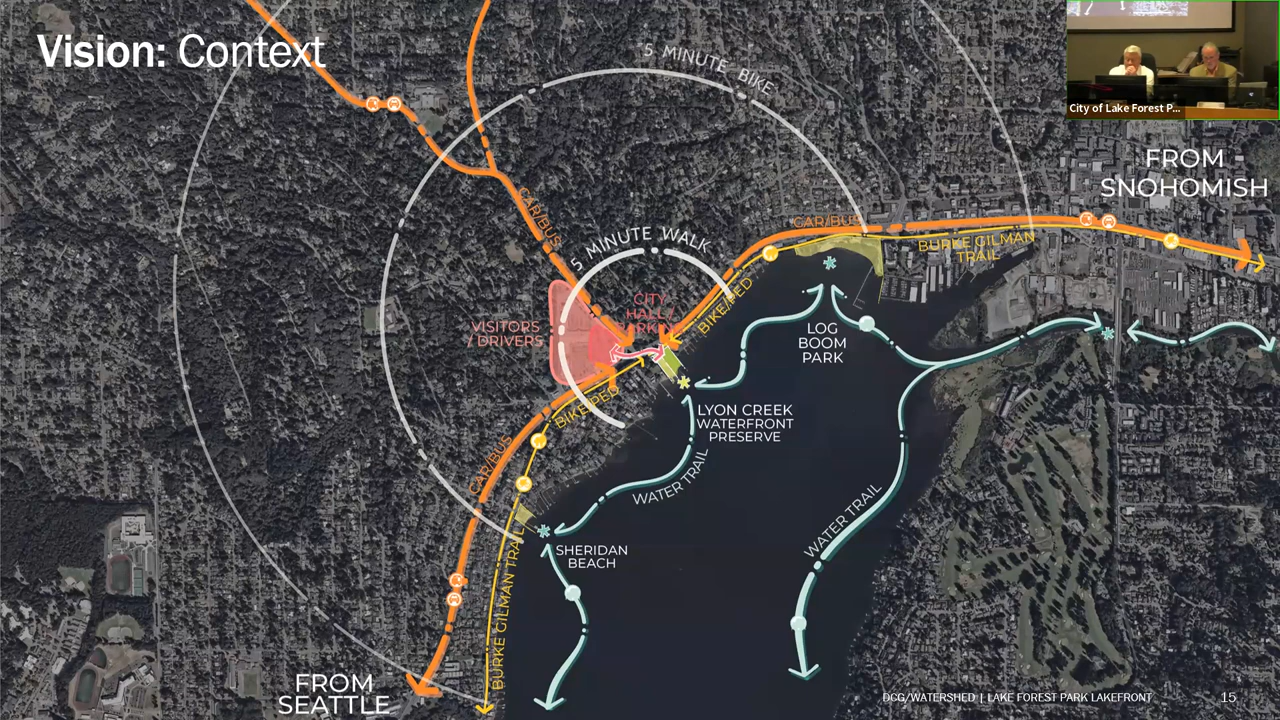 Vision: Context
5 MINUTE BIKE
City of Lake Forest P...
FROM
SNOHOMISH
CAR/BUS
CAR/BUS
BURKE GILMAN
TRAIL
5 MINUTE WALK
CITY
HALL /
PARKING
BIKE/PED
VISITORS
/ DRIVERS
LOG
BOOM
PARK
BIKE/PED
LYON CREEK
WATERFRONT
PRESERVE
CAR/BUS
WATER TRAIL
WATER TRAIL
SHERIDAN
BEACH
BURKE GILMAN TRAIL
FROM
SEATTLE
DCG/WATERSHED | LAKE FOREST PARK LAKEFRONT
15